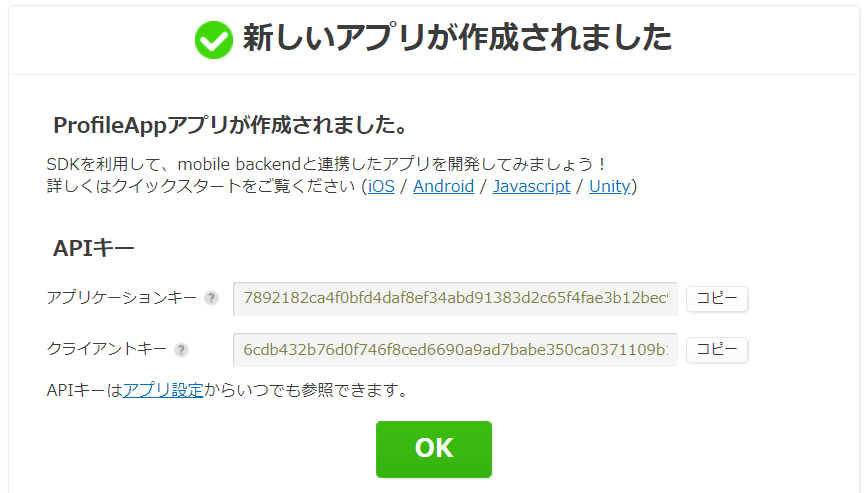 新しいアプリが作成されました
ProfileAppアプリが作成されました。
SDKを利用して、mobile backendと連携したアプリを開発してみましょう！
詳しくはクイックスタートをご覧ください (iOS / Android / Javascript / Unity)
APIキー
アプリケーションキー ? 7892182ca4f0bfd4daf8ef34abd91383d2c65f4fae3b12bec コピー
クライアントキー ? 6cdb432b76d0f746f8ced6690a9ad7babe350ca0371109b コピー
APIキーはアプリ設定からいつでも参照できます。
OK